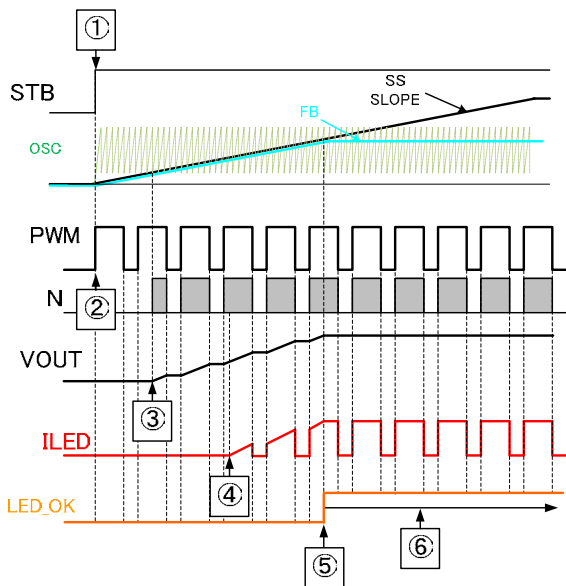 ①
STB
SS
SLOPE
FB
OSC
PWM
②
N
VOUT
③
ILED
④
LED_OK
⑤
⑥